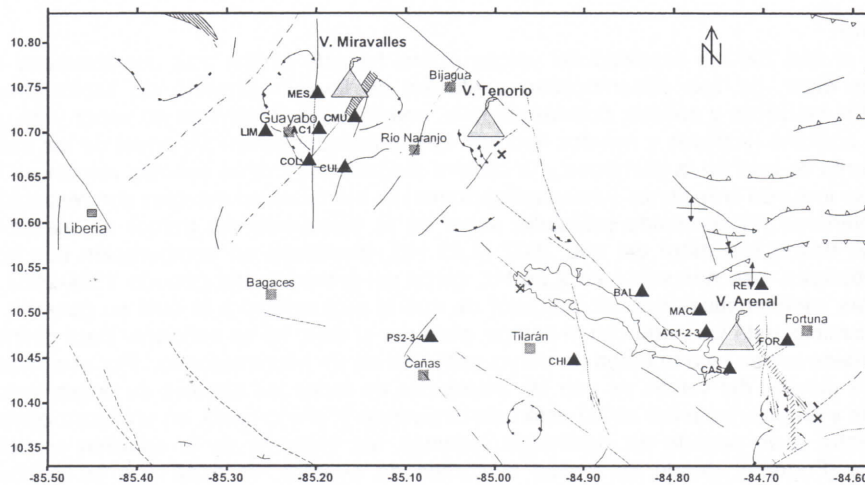 10.80
10.75
10.70
10.65
10.60
10.55
10.50
10.45
10.40
10.35
V. Miravalles
N
Bijagua
V. Tenorio
MES
CMU
Guayabo
AC1
LIM
Rio Naranjo
COL
CUI
Liberia
Bagaces
BAL
RET
MAC
V. Arenal
AC1-2-3
Fortuna
FOR
PS2-3-4
Tilarán
CHI
Cañas
CAS
-85.50
-85.40
-85.30
-85.20
-85.10
-85.00
-84.90
-84.80
-84.70
-84.60